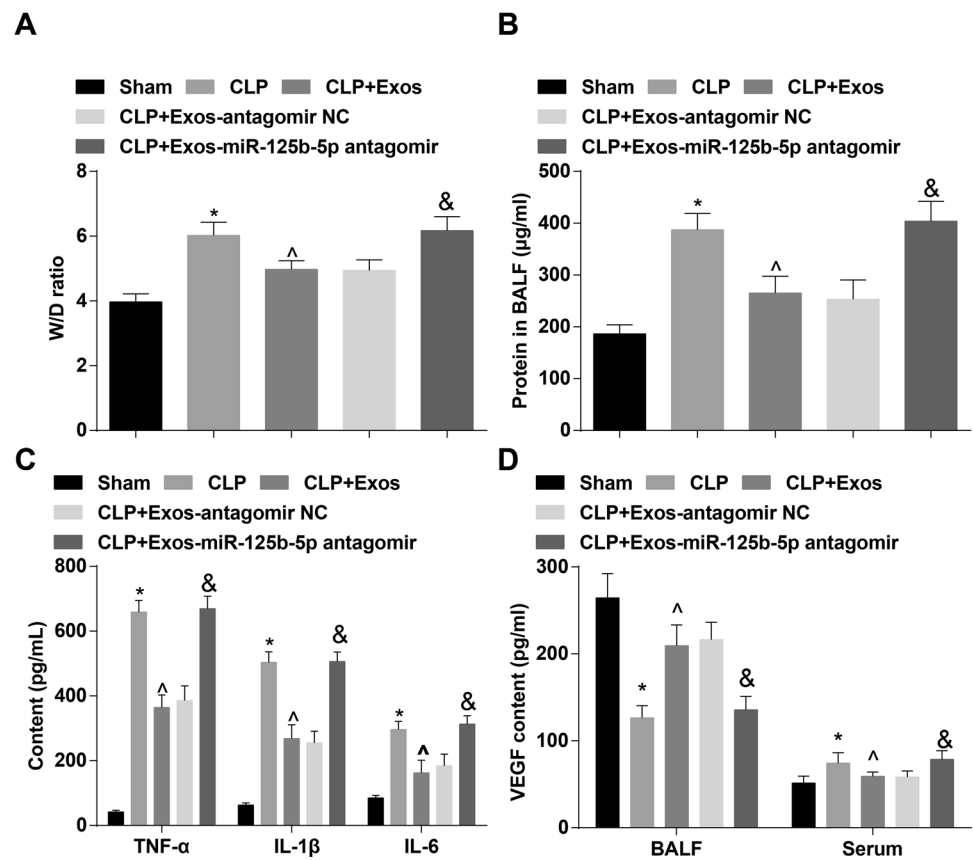 A
Sham CLP CLP+Exos
CLP+Exos-antagomir NC
CLP+Exos-miR-125b-5p antagomir
W/D ratio
8
6
4
2
0
* ^ &
B
Sham CLP CLP+Exos
CLP+Exos-antagomir NC
CLP+Exos-miR-125b-5p antagomir
Protein in BALF (μg/ml)
500
400
300
200
100
0
* ^ &
C
Sham CLP CLP+Exos
CLP+Exos-antagomir NC
CLP+Exos-miR-125b-5p antagomir
Content (pg/mL)
800
600
400
200
0
* ^ & * ^ & * ^ &
TNF-α IL-1β IL-6
D
Sham CLP CLP+Exos
CLP+Exos-antagomir NC
CLP+Exos-miR-125b-5p antagomir
VEGF content (pg/ml)
300
200
100
0
* ^ & * ^ &
BALF Serum